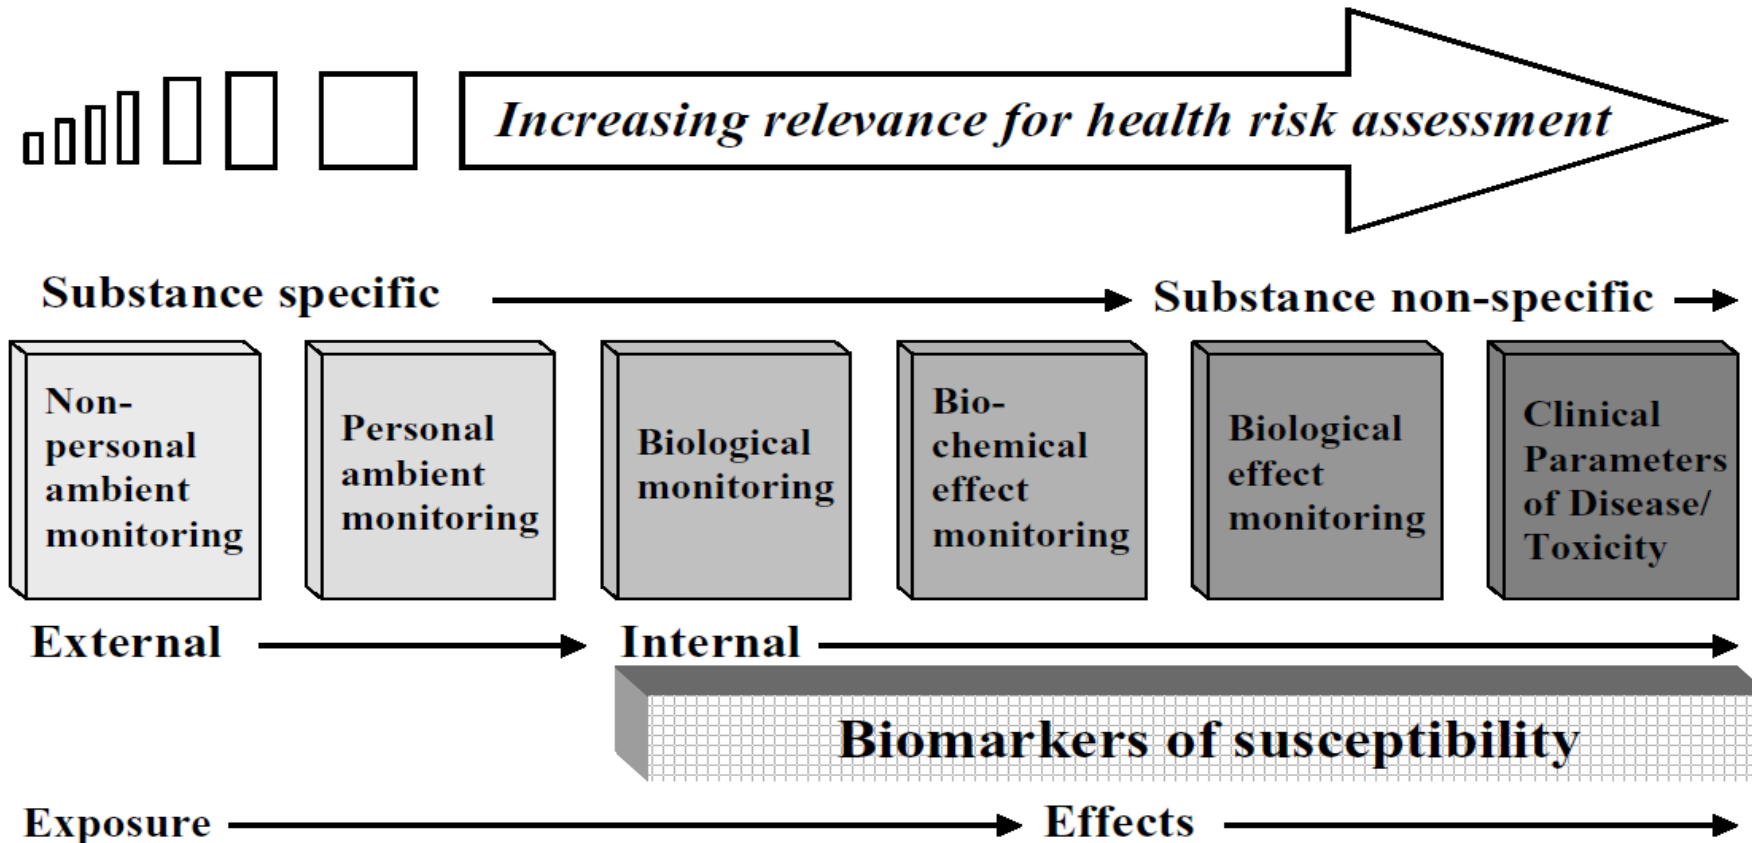 Increasing relevance for health risk assessment
Substance specific
Substance non-specific
Non-
personal
ambient
monitoring
Personal
ambient
monitoring
Biological
monitoring
Bio-
chemical
effect
monitoring
Biological
effect
monitoring
Clinical
Parameters
of Disease/
Toxicity
External
Internal
Biomarkers of susceptibility
Exposure
Effects